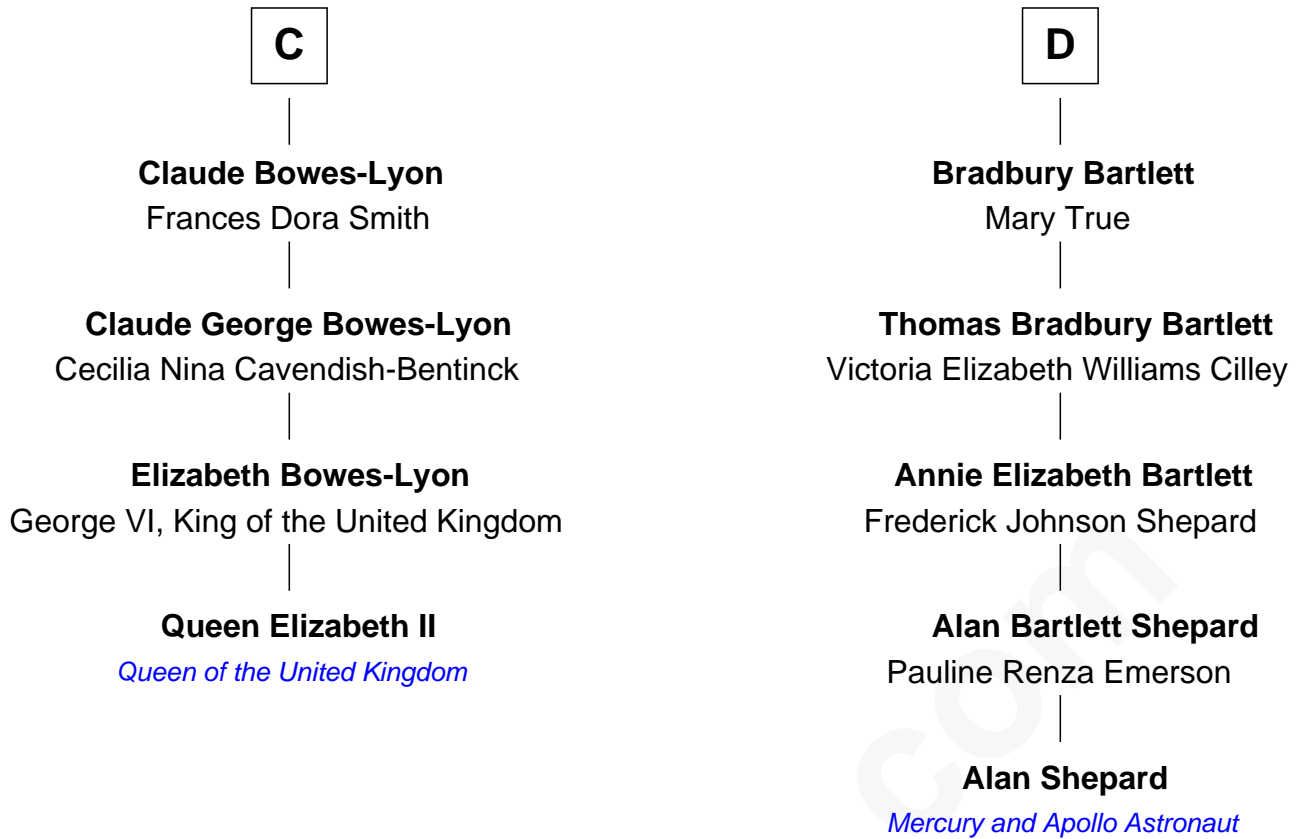 C
Claude Bowes-Lyon
Frances Dora Smith
Claude George Bowes-Lyon
Cecilia Nina Cavendish-Bentinck
Elizabeth Bowes-Lyon
George VI, King of the United Kingdom
Queen Elizabeth II
Queen of the United Kingdom
D
Bradbury Bartlett
Mary True
Thomas Bradbury Bartlett
Victoria Elizabeth Williams Cilley
Annie Elizabeth Bartlett
Frederick Johnson Shepard
Alan Bartlett Shepard
Pauline Renza Emerson
Alan Shepard
Mercury and Apollo Astronaut
com